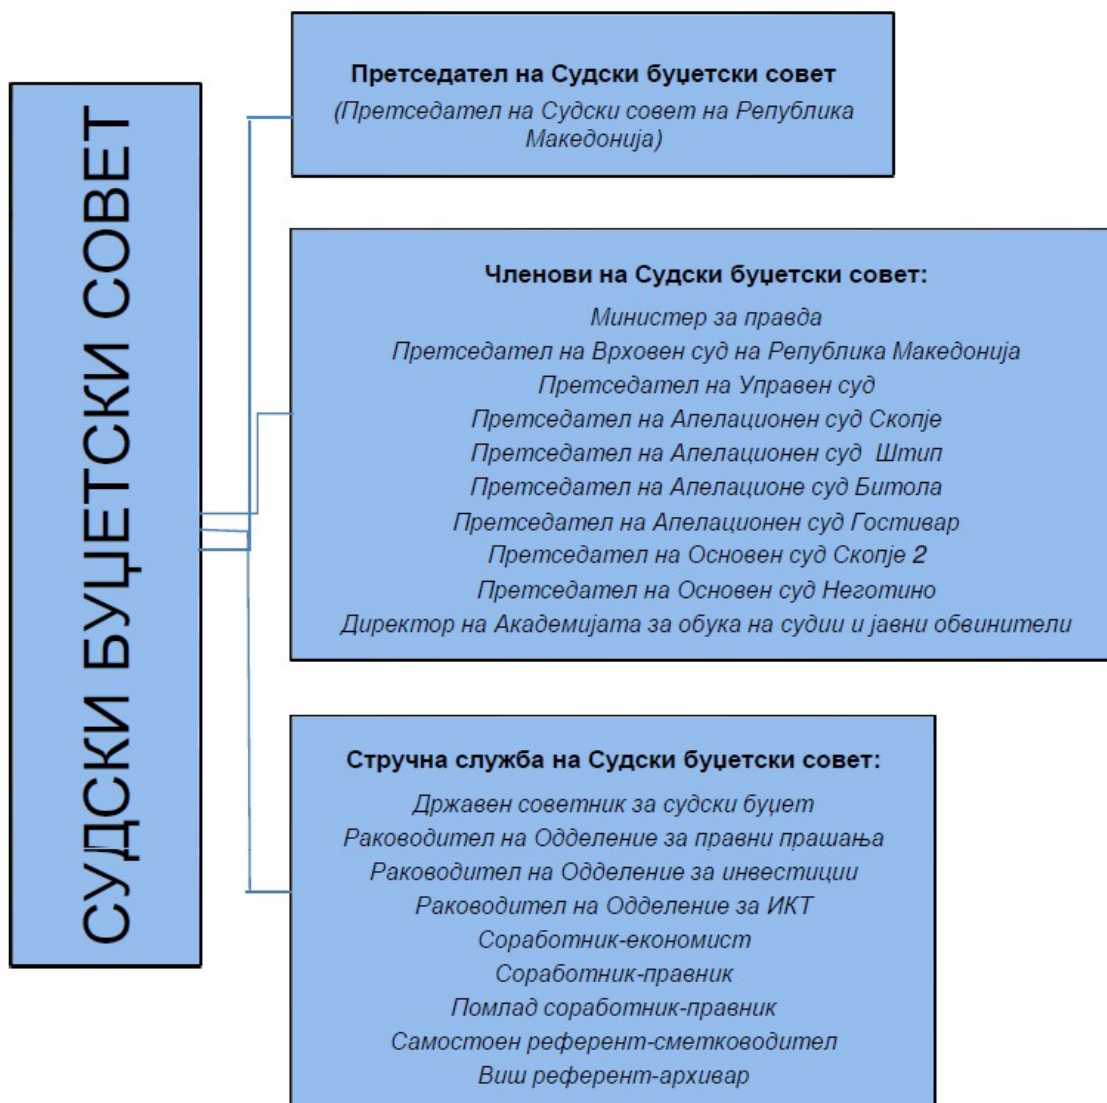 СУДСКИ БУЏЕТСКИ СОВЕТ
Претседател на Судски буџетски совет
(Претседател на Судски совет на Република
Македонија)
Членови на Судски буџетски совет:
Министер за правда
Претседател на Врховен суд на Република Македонија
Претседател на Управен суд
Претседател на Апелационен суд Скопје
Претседател на Апелационен суд Штип
Претседател на Апелационе суд Битола
Претседател на Апелационен суд Гостивар
Претседател на Основен суд Скопје 2
Претседател на Основен суд Неготино
Директор на Академијата за обука на судии и јавни обвинители
Стручна служба на Судски буџетски совет:
Државен советник за судски буџет
Раководител на Одделение за правни прашања
Раководител на Одделение за инвестиции
Раководител на Одделение за ИКТ
Соработник-економист
Соработник-правник
Помлад соработник-правник
Самостоен референт-сметководител
Виш референт-архивар